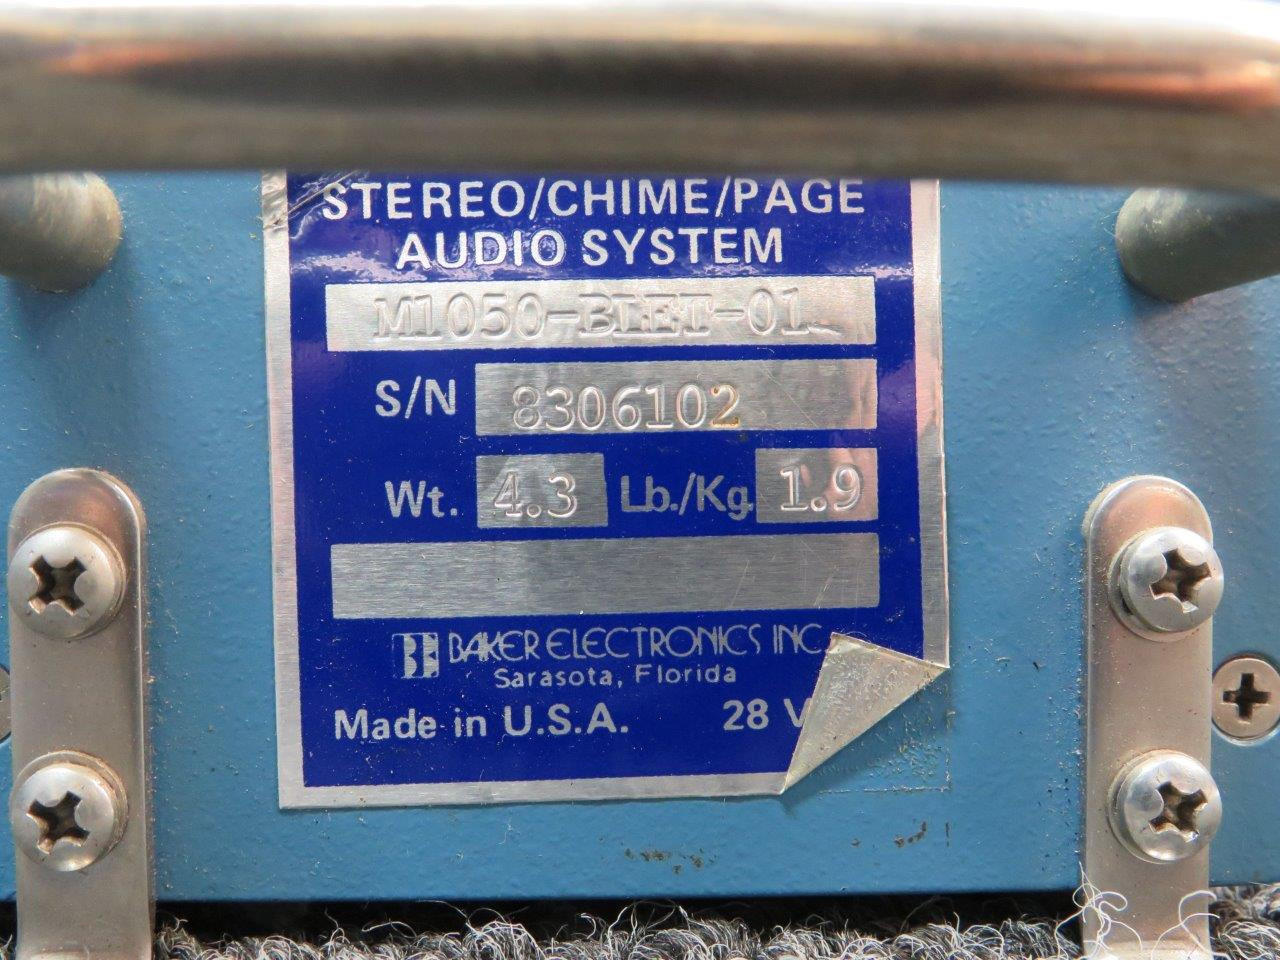 STEREO/CHIME/PAGE
AUDIO SYSTEM
M1050-BIET-01
S/N 8306102
Wt. 4.3 Lb./Kg. 1.9
BAKER ELECTRONICS INC.
Sarasota, Florida
Made in U.S.A. 28 V